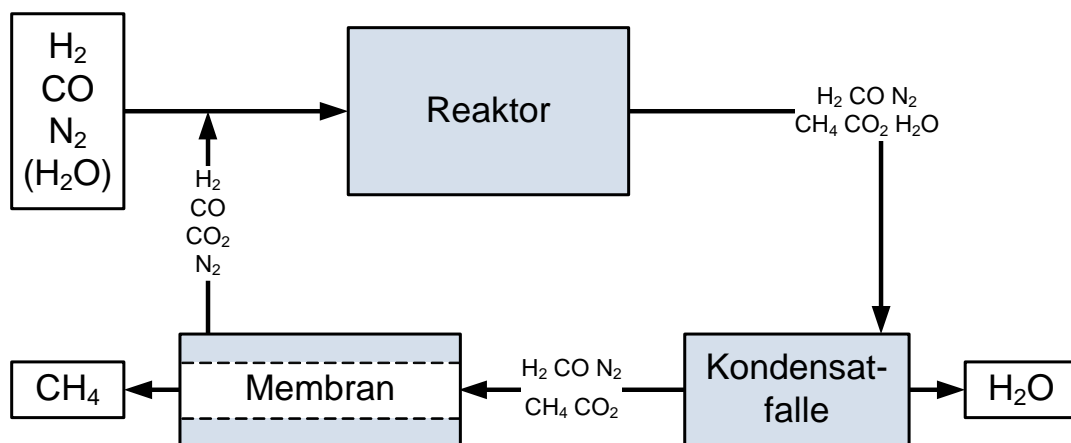 H₂
CO
N₂
(H₂O)
Reaktor
H₂ CO N₂
CH₄ CO₂ H₂O
H₂
CO
CO₂
N₂
CH₄
Membran
H₂ CO N₂
CH₄ CO₂
Kondensat-
falle
H₂O